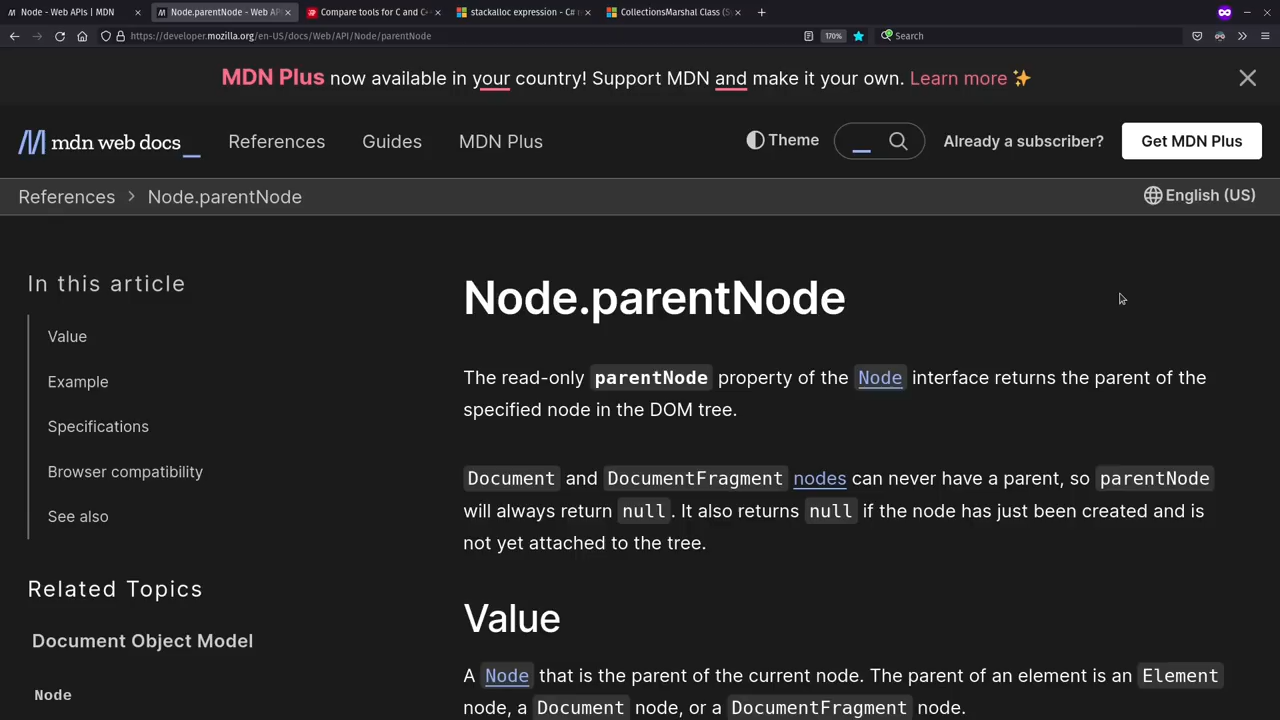 Node - Web APIs | MDN
Node.parentNode - Web AP
Compare tools for C and C+
stackalloc expression - C# r
CollectionsMarshal Class (S
https://developer.mozilla.org/en-US/docs/Web/API/Node/parentNode
170%
Search
MDN Plus now available in your country! Support MDN and make it your own. Learn more ✨
mdn web docs_
References
Guides
MDN Plus
Theme
Already a subscriber?
Get MDN Plus
References > Node.parentNode
English (US)
In this article
Value
Example
Specifications
Browser compatibility
See also
Related Topics
Document Object Model
Node
Node.parentNode
The read-only parentNode property of the Node interface returns the parent of the
specified node in the DOM tree.
Document and DocumentFragment nodes can never have a parent, so parentNode
will always return null. It also returns null if the node has just been created and is
not yet attached to the tree.
Value
A Node that is the parent of the current node. The parent of an element is an Element
node, a Document node, or a DocumentFragment node.